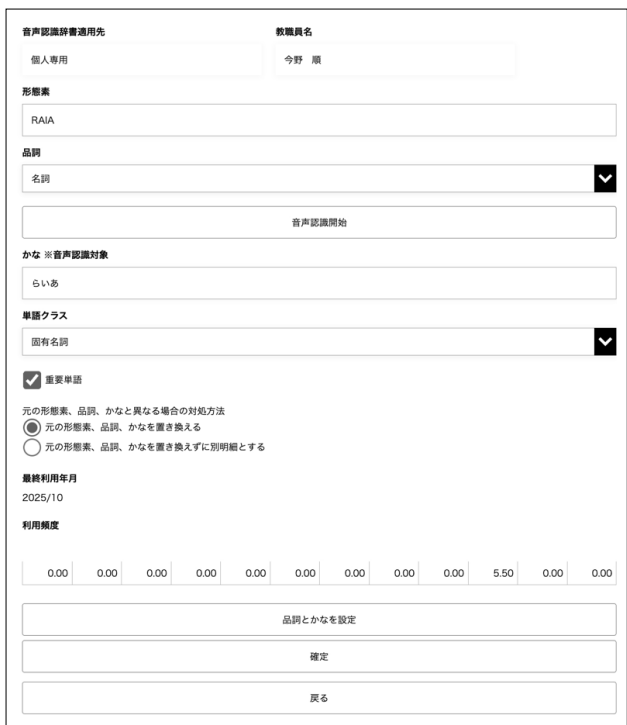 音声認識辞書適用先 教職員名
個人専用 今野　順
形態素
RAIA
品詞
名詞
音声認識開始
かな ※音声認識対象
らいあ
単語クラス
固有名詞
重要単語
元の形態素、品詞、かなと異なる場合の対処方法
元の形態素、品詞、かなを置き換える
元の形態素、品詞、かなを置き換えずに別明細とする
最終利用年月
2025/10
利用頻度
0.00 0.00 0.00 0.00 0.00 0.00 0.00 0.00 0.00 5.50 0.00 0.00
品詞とかなを設定
確定
戻る